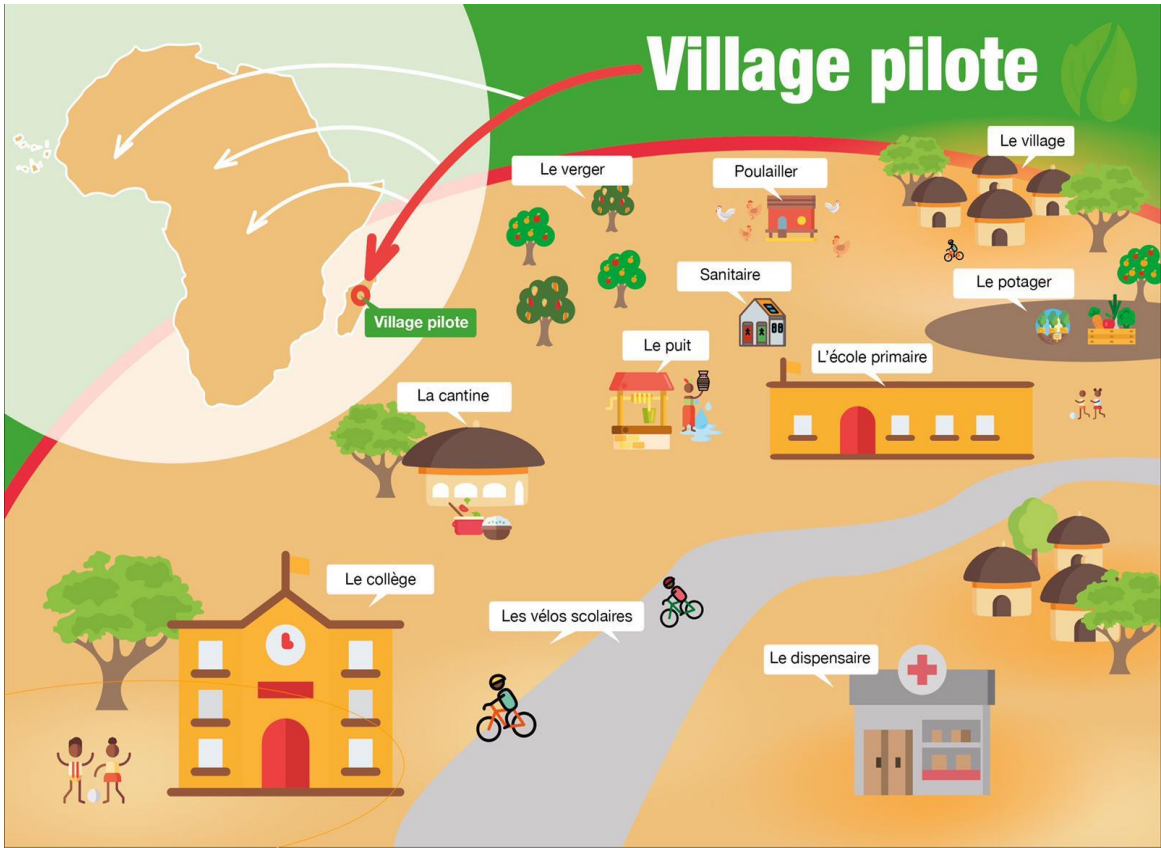 Village pilote
Le village
Le verger
Poulailler
Sanitaire
Le potager
Village pilote
Le puit
L'école primaire
La cantine
Le collège
Les vélos scolaires
Le dispensaire